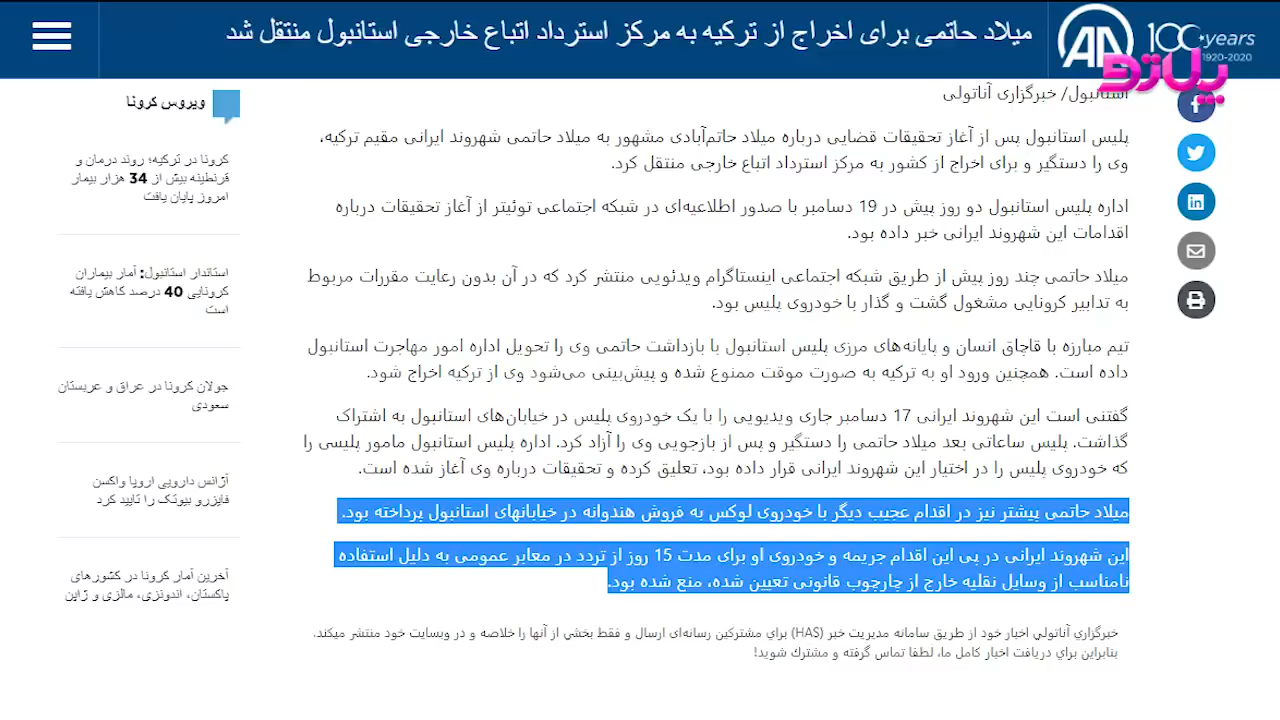 میلاد حاتمی برای اخراج از ترکیه به مرکز استرداد اتباع خارجی استانبول منتقل شد
AA
100 years
1920-2020
پلازو
استانبول/ خبرگزاری آناتولی
پلیس استانبول پس از آغاز تحقیقات قضایی درباره میلاد حاتم‌آبادی مشهور به میلاد حاتمی شهروند ایرانی مقیم ترکیه،
وی را دستگیر و برای اخراج از کشور به مرکز استرداد اتباع خارجی منتقل کرد.
اداره پلیس استانبول دو روز پیش در 19 دسامبر با صدور اطلاعیه‌ای در شبکه اجتماعی توئیتر از آغاز تحقیقات درباره
اقدامات این شهروند ایرانی خبر داده بود.
میلاد حاتمی چند روز پیش از طریق شبکه اجتماعی اینستاگرام ویدئویی منتشر کرد که در آن بدون رعایت مقررات مربوط
به تدابیر کرونایی مشغول گشت و گذار با خودروی پلیس بود.
تیم مبارزه با قاچاق انسان و پایانه‌های مرزی پلیس استانبول با بازداشت حاتمی وی را تحویل اداره امور مهاجرت استانبول
داده است. همچنین ورود او به ترکیه به صورت موقت ممنوع شده و پیش‌بینی می‌شود وی از ترکیه اخراج شود.
گفتنی است این شهروند ایرانی 17 دسامبر جاری ویدیویی را با یک خودروی پلیس در خیابان‌های استانبول به اشتراک
گذاشت. پلیس ساعاتی بعد میلاد حاتمی را دستگیر و پس از بازجویی وی را آزاد کرد. اداره پلیس استانبول مامور پلیسی را
که خودروی پلیس را در اختیار این شهروند ایرانی قرار داده بود، تعلیق کرده و تحقیقات درباره وی آغاز شده است.
میلاد حاتمی پیشتر نیز در اقدام عجیب دیگر با خودروی لوکس به فروش هندوانه در خیابانهای استانبول پرداخته بود.
این شهروند ایرانی در پی این اقدام جریمه و خودروی او برای مدت 15 روز از تردد در معابر عمومی به دلیل استفاده
نامناسب از وسایل نقلیه خارج از چارچوب قانونی تعیین شده، منع شده بود.
خبرگزاري آناتولي اخبار خود از طریق سامانه مدیریت خبر (HAS) براي مشترکین رسانه‌ای ارسال و فقط بخشي از آنها را خلاصه و در وبسایت خود منتشر میکند.
بنابراین براي دریافت اخبار کامل ما، لطفا تماس گرفته و مشترك شوید!
ویروس کرونا
کرونا در ترکیه؛ روند درمان و
قرنطینه بیش از 34 هزار بیمار
امروز پایان یافت
استاندار استانبول: آمار بیماران
کرونایی 40 درصد کاهش یافته
است
جولان کرونا در عراق و عربستان
سعودی
آژانس دارویی اروپا واکسن
فایزرو بیونتک را تایید کرد
آخرین آمار کرونا در کشورهای
پاکستان، اندونزی، مالزی و ژاپن